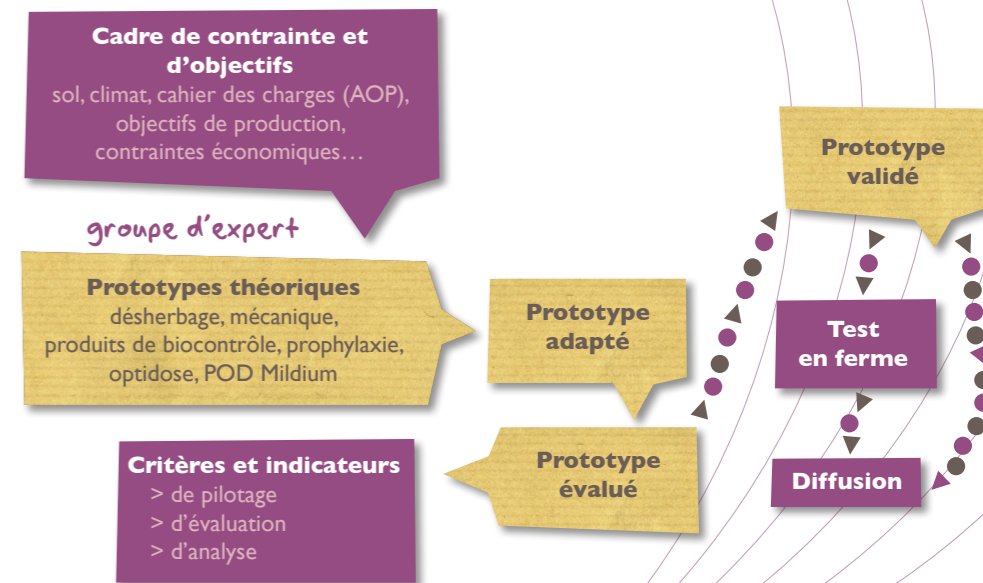 Cadre de contrainte et
d'objectifs
sol, climat, cahier des charges (AOP),
objectifs de production,
contraintes économiques…
groupe d'expert
Prototypes théoriques
désherbage, mécanique,
produits de biocontrôle, prophylaxie,
optidose, POD Mildium
Prototype
adapté
Critères et indicateurs
> de pilotage
> d'évaluation
> d'analyse
Prototype
évalué
Prototype
validé
Test
en ferme
Diffusion